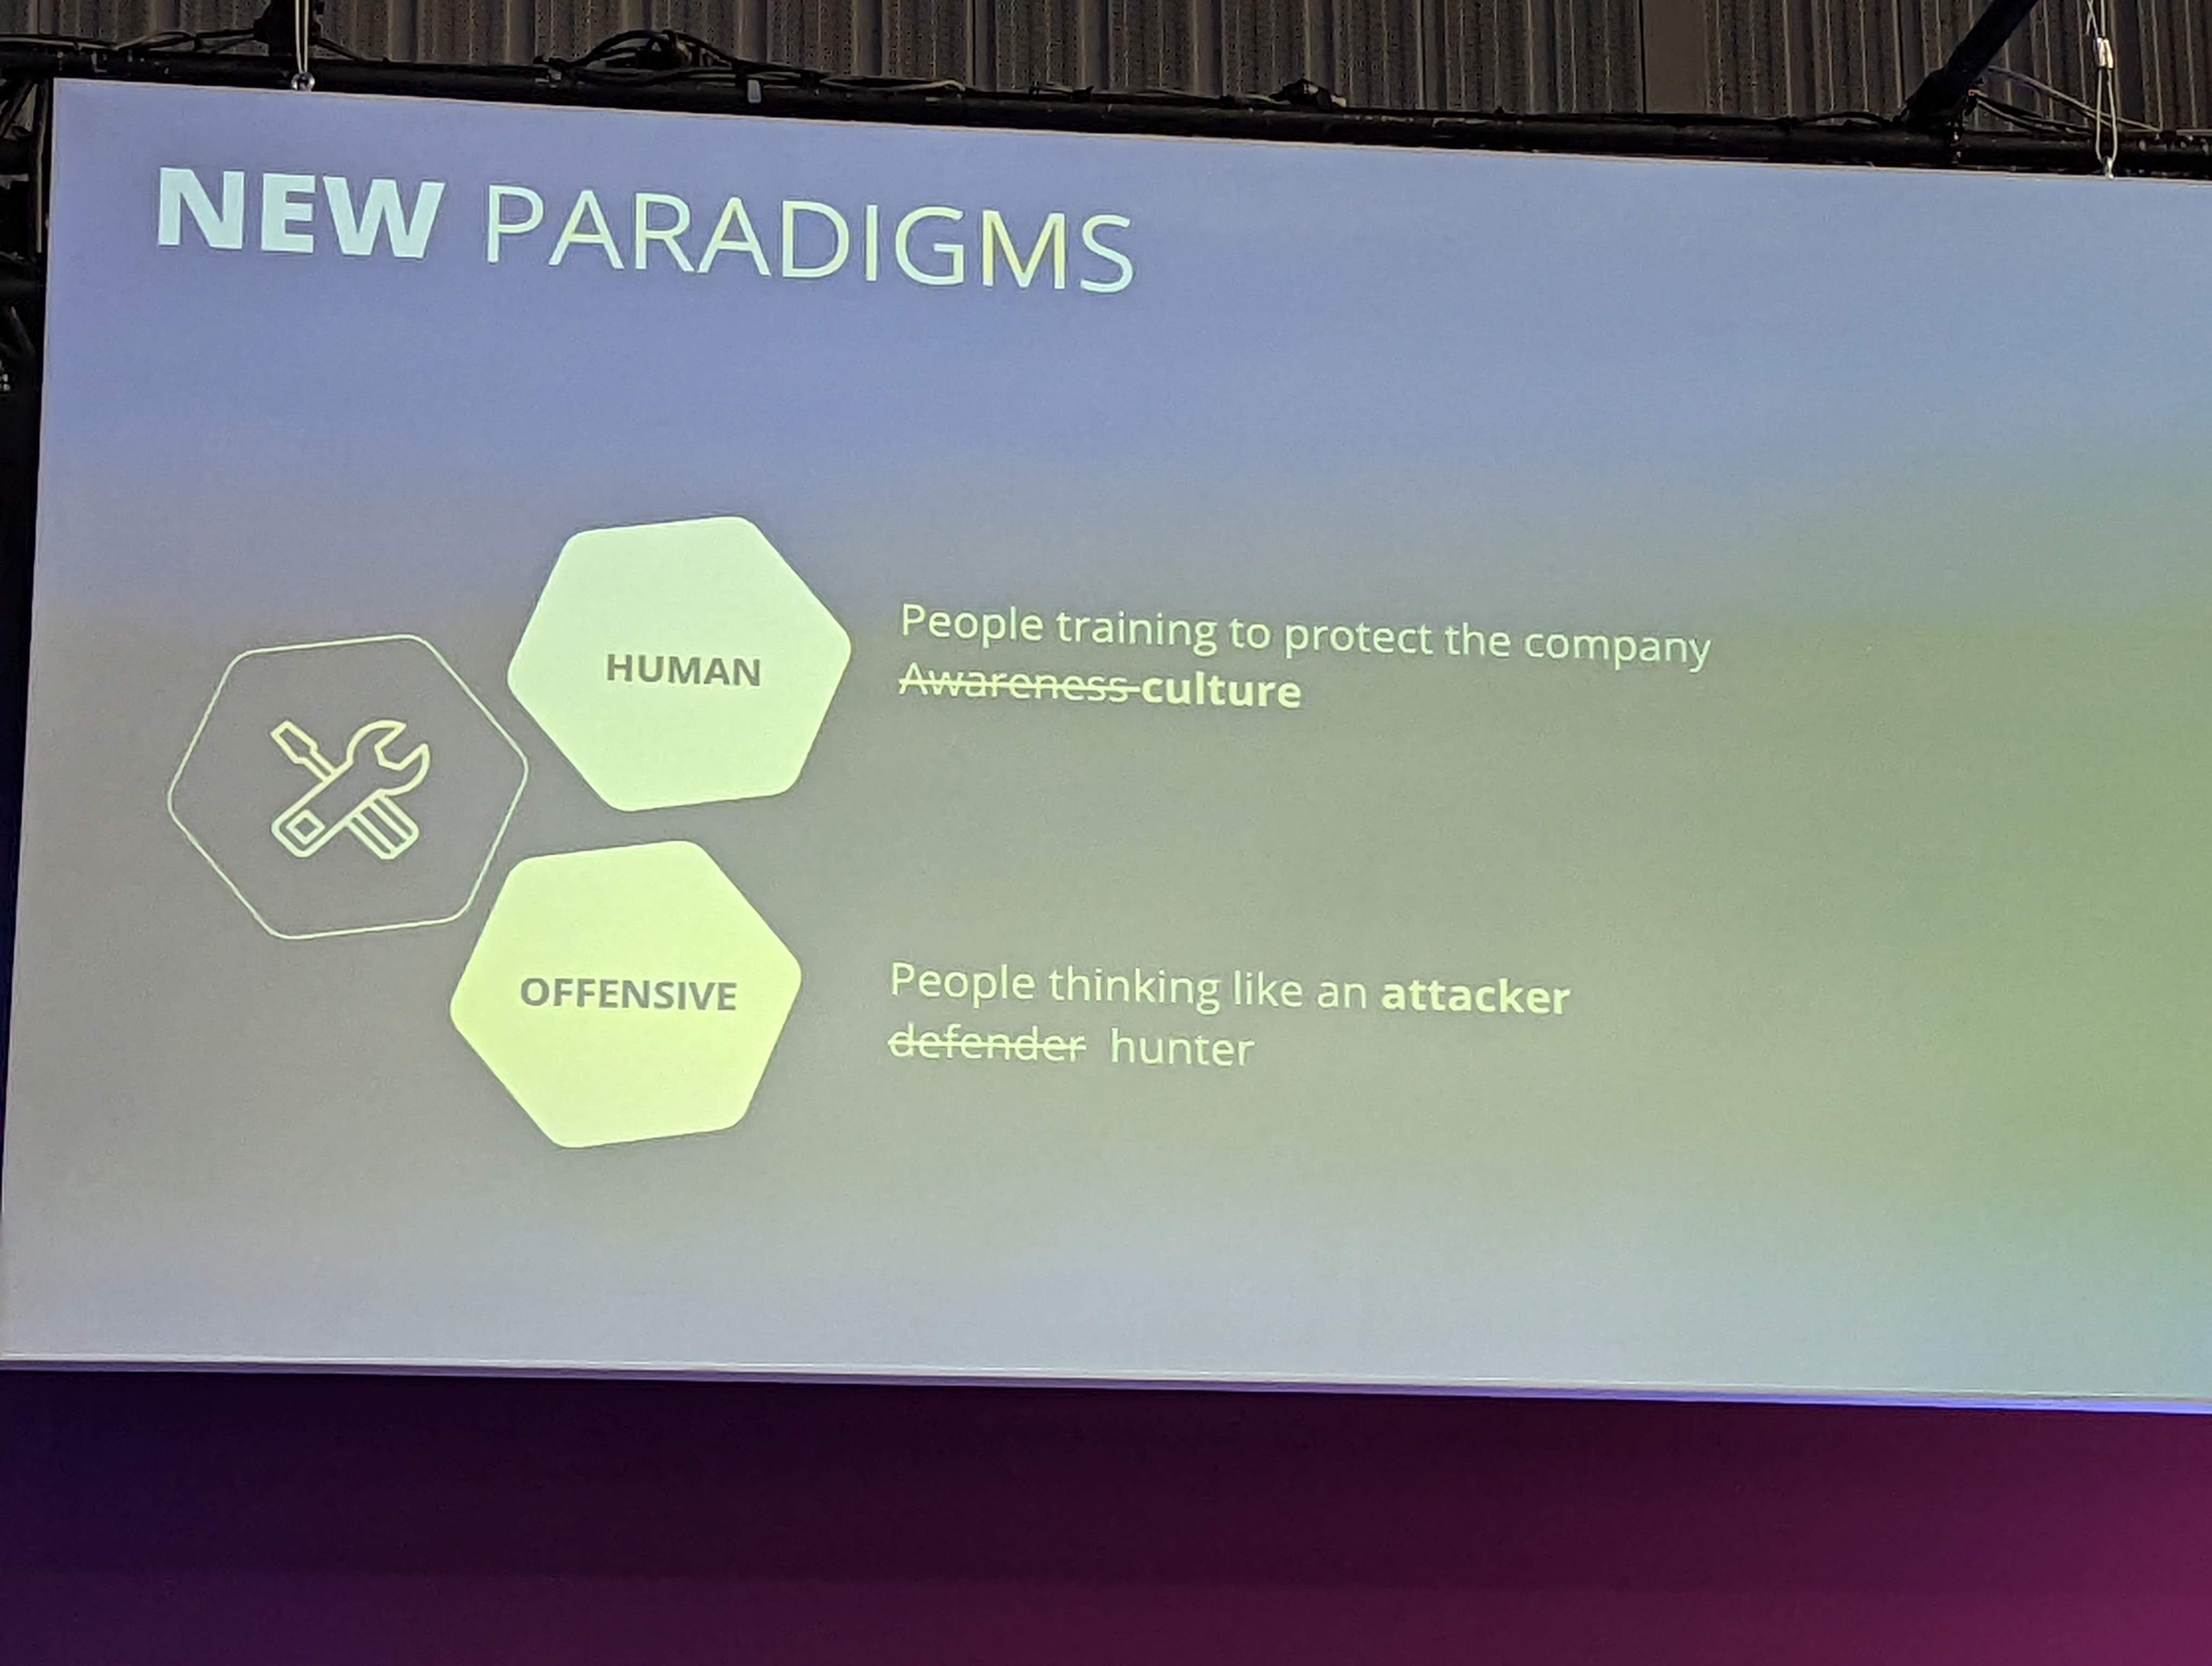 NEW PARADIGMS
HUMAN
People training to protect the company
Awareness culture
OFFENSIVE
People thinking like an attacker
defender hunter